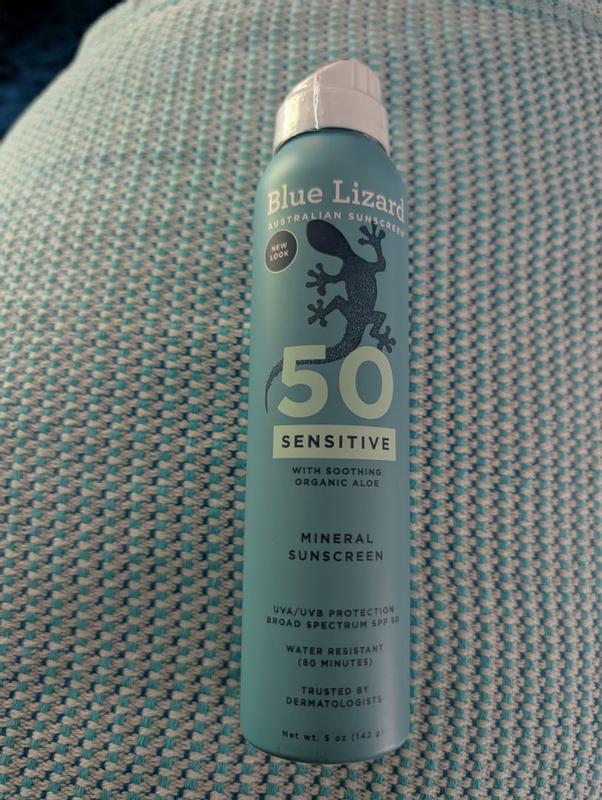 Blue Lizard
AUSTRALIAN SUNSCREEN
NEW
LOOK
50
SENSITIVE
WITH SOOTHING
ORGANIC ALOE
MINERAL
SUNSCREEN
UVA/UVB PROTECTION
BROAD SPECTRUM SPF 50
WATER RESISTANT
(80 MINUTES)
TRUSTED BY
DERMATOLOGISTS
Net wt. 5 oz (142 g)